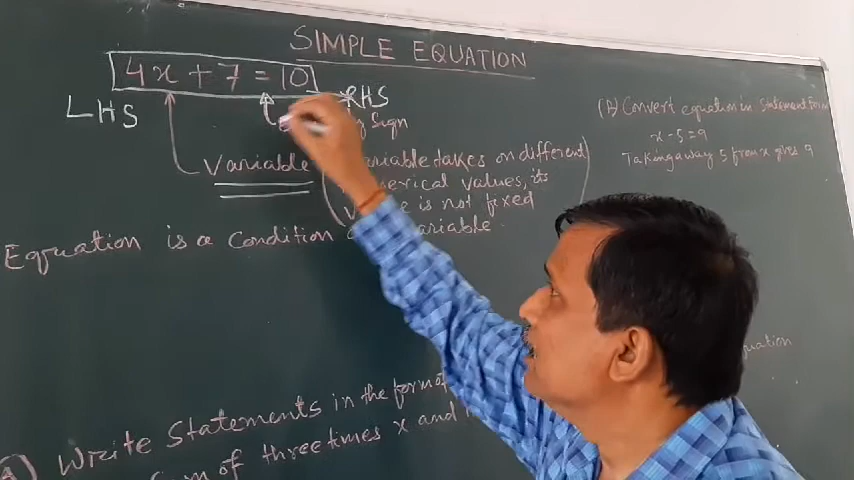 SIMPLE EQUATION
4x + 7 = 10
LHS
RHS
Sign
Variable
Variable takes on different
numerical values, its
value is not fixed
variable.
Equation is a Condition
(B) Convert equation in Statement form
x - 5 = 9
Taking away 5 from x gives 9
(A) Write Statements in the form of
Sum of three times x and